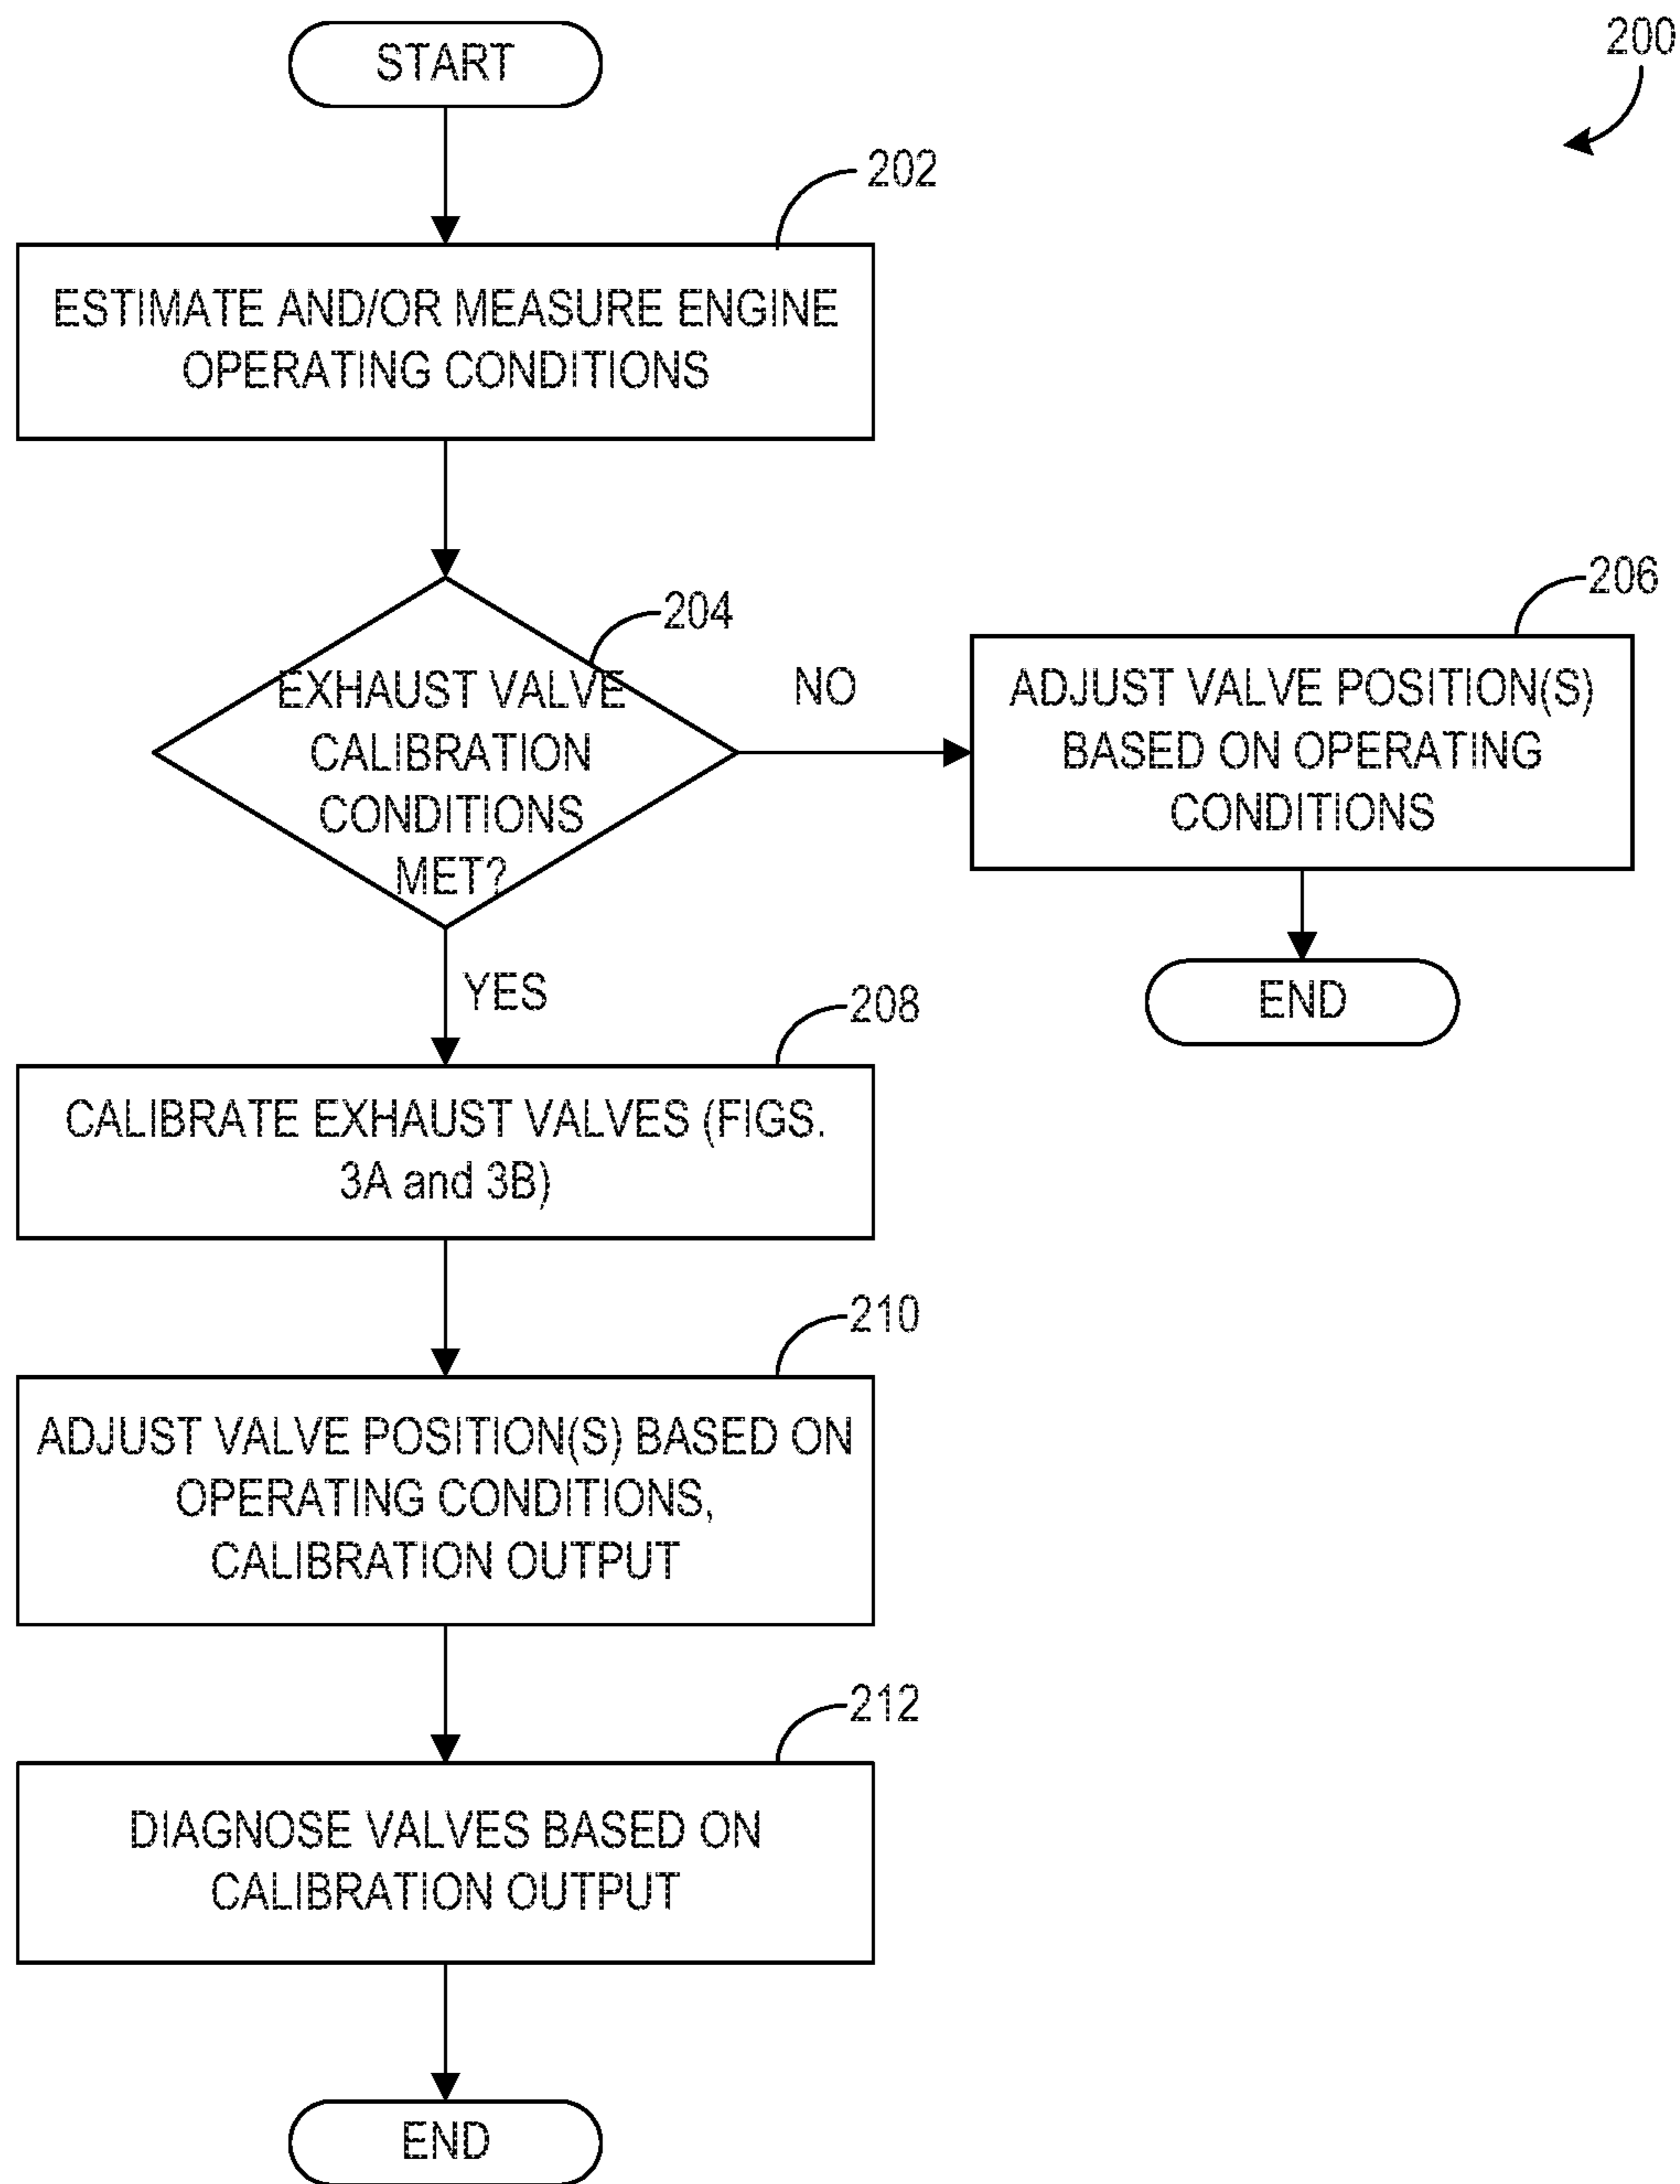 START
200
202
ESTIMATE AND/OR MEASURE ENGINE
OPERATING CONDITIONS
204
EXHAUST VALVE
CALIBRATION
CONDITIONS
MET?
NO
206
ADJUST VALVE POSITION(S)
BASED ON OPERATING
CONDITIONS
END
YES
208
CALIBRATE EXHAUST VALVES (FIGS.
3A and 3B)
210
ADJUST VALVE POSITION(S) BASED ON
OPERATING CONDITIONS,
CALIBRATION OUTPUT
212
DIAGNOSE VALVES BASED ON
CALIBRATION OUTPUT
END